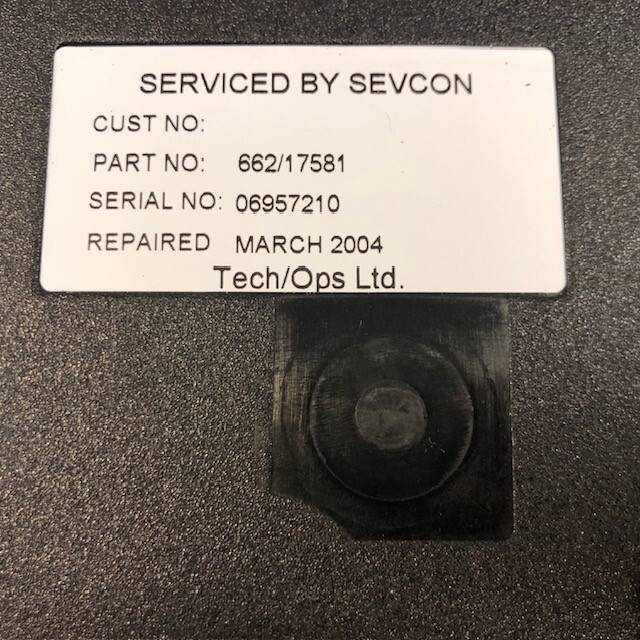 SERVICED BY SEVCON
CUST NO:
PART NO: 662/17581
SERIAL NO: 06957210
REPAIRED MARCH 2004
Tech/Ops Ltd.